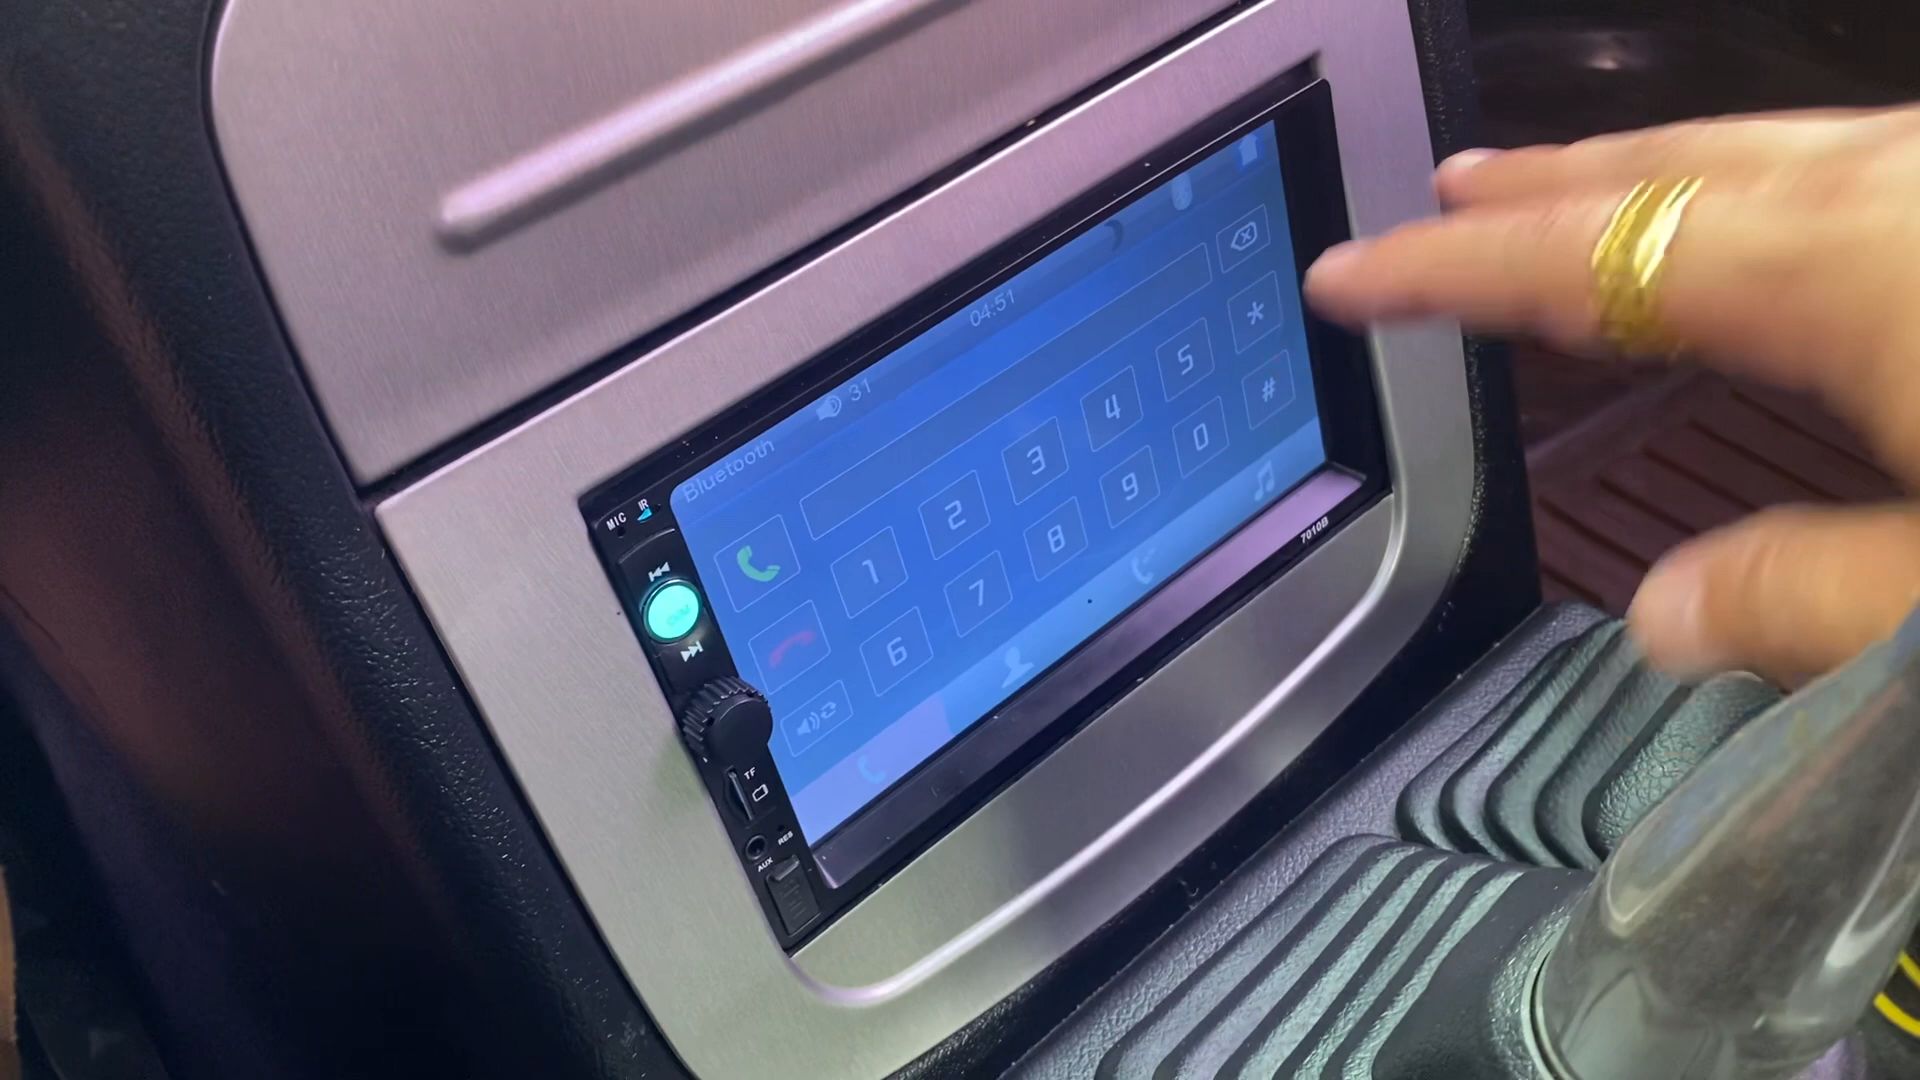 Bluetooth 31 04:51
1 2 3 4 5 *
6 7 8 9 0 #
MIC IR
TF
RES
AUX
7010B